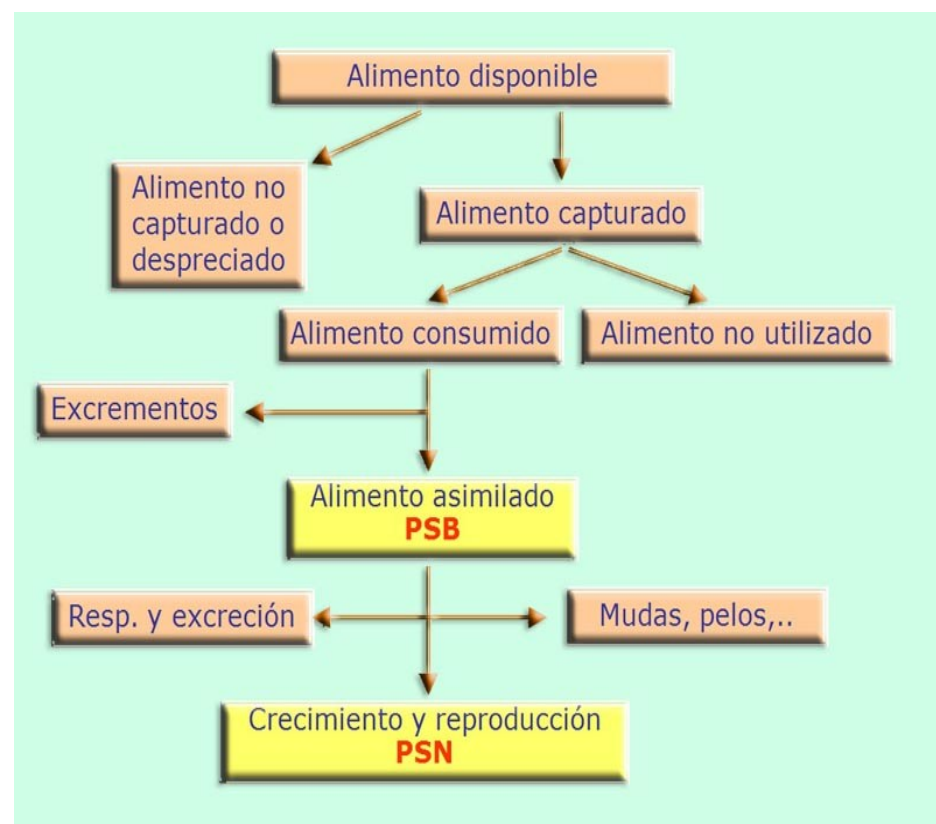 Alimento disponible
Alimento no
capturado o
despreciado
Alimento capturado
Alimento consumido
Alimento no utilizado
Excrementos
Alimento asimilado
PSB
Resp. y excreción
Mudas, pelos,..
Crecimiento y reproducción
PSN